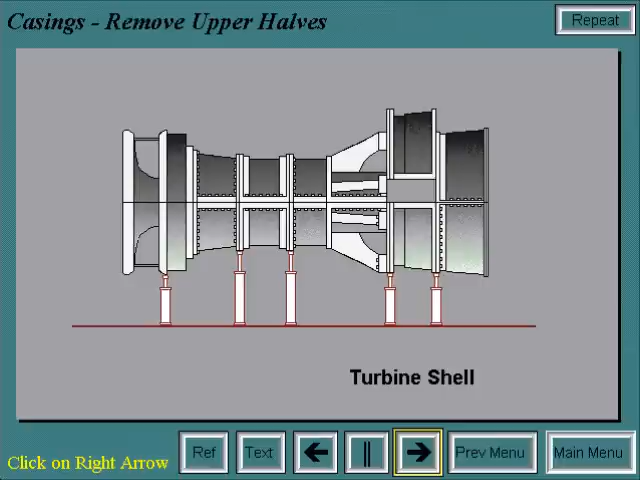 Casings - Remove Upper Halves
Repeat
Turbine Shell
Click on Right Arrow
Ref
Text
Prev Menu
Main Menu